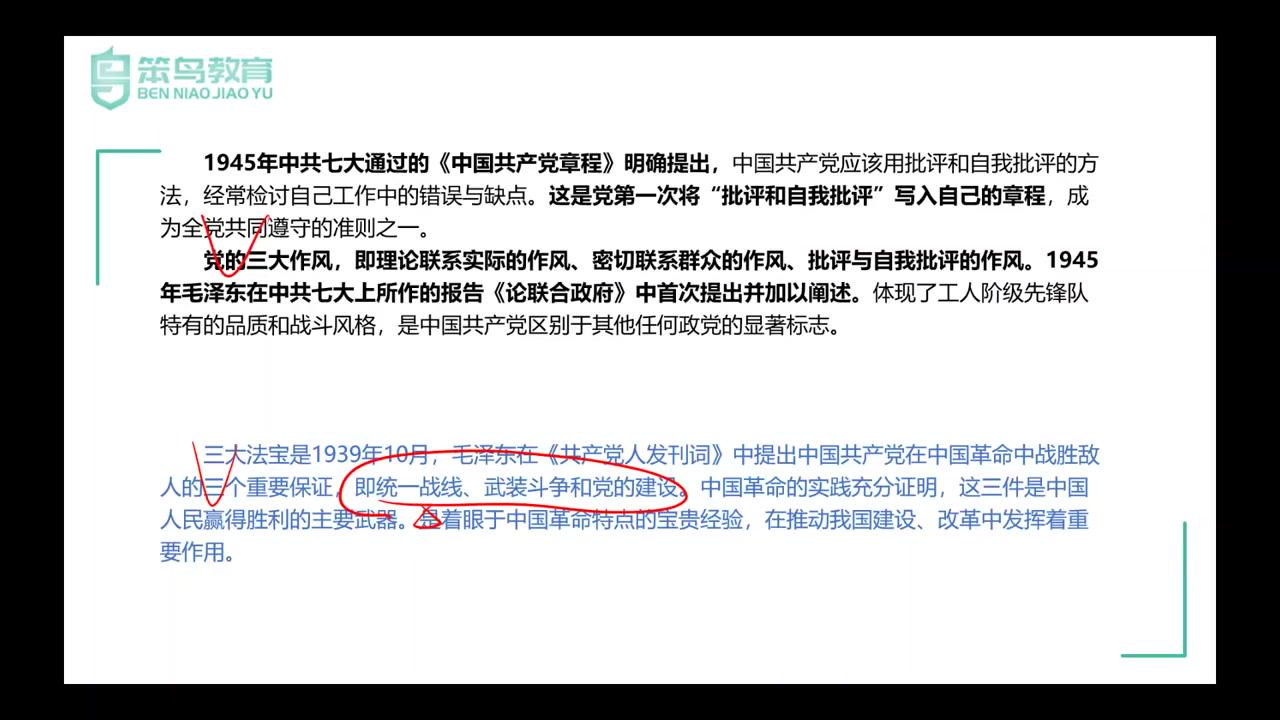 笨鸟教育
BEN NIAO JIAO YU
1945年中共七大通过的《中国共产党章程》明确提出，中国共产党应该用批评和自我批评的方
法，经常检讨自己工作中的错误与缺点。这是党第一次将“批评和自我批评”写入自己的章程，成
为全党共同遵守的准则之一。
党的三大作风，即理论联系实际的作风、密切联系群众的作风、批评与自我批评的作风。1945
年毛泽东在中共七大上所作的报告《论联合政府》中首次提出并加以阐述。体现了工人阶级先锋队
特有的品质和战斗风格，是中国共产党区别于其他任何政党的显著标志。
三大法宝是1939年10月，毛泽东在《共产党人发刊词》中提出中国共产党在中国革命中战胜敌
人的三个重要保证，即统一战线、武装斗争和党的建设。中国革命的实践充分证明，这三件是中国
人民赢得胜利的主要武器。是着眼于中国革命特点的宝贵经验，在推动我国建设、改革中发挥着重
要作用。